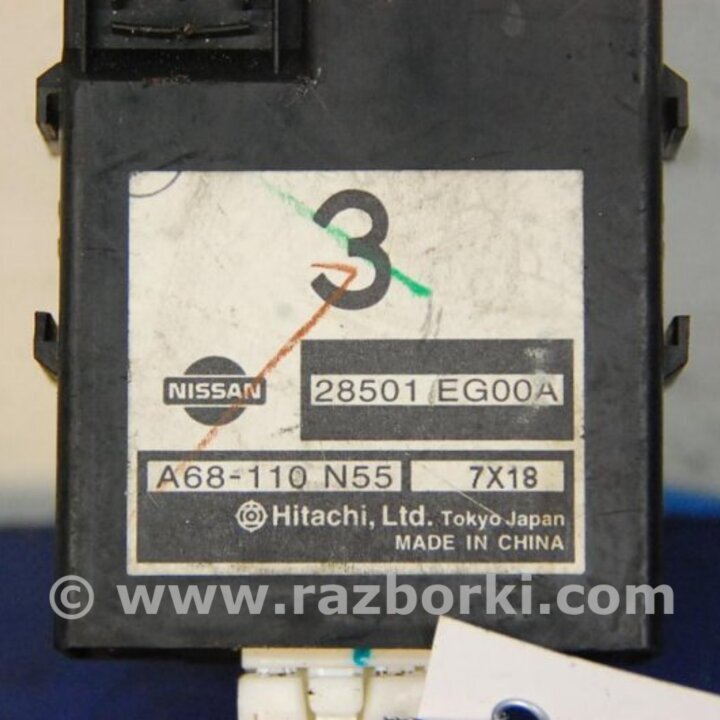 3
NISSAN 28501 EG00A
A68-110 N55 7X18
Hitachi, Ltd. Tokyo Japan
MADE IN CHINA
© www.razborki.com